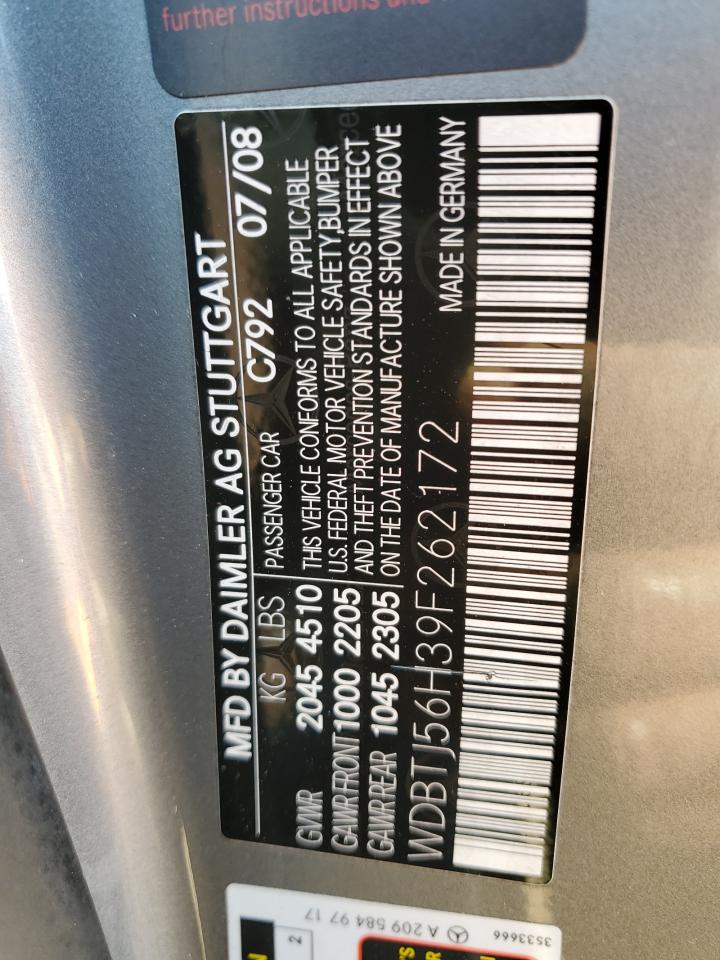 further instructions and
MFD BY DAIMLER AG STUTTGART
C792 07/08
KG LBS PASSENGER CAR
GVWR 2045 4510
GAWR FRONT 1000 2205
GAWR REAR 1045 2305
THIS VEHICLE CONFORMS TO ALL APPLICABLE
U.S. FEDERAL MOTOR VEHICLE SAFETY, BUMPER
AND THEFT PREVENTION STANDARDS IN EFFECT
ON THE DATE OF MANUFACTURE SHOWN ABOVE
WDBTJ56H39F262172
MADE IN GERMANY
3S33666
A 209 584 97 17
2